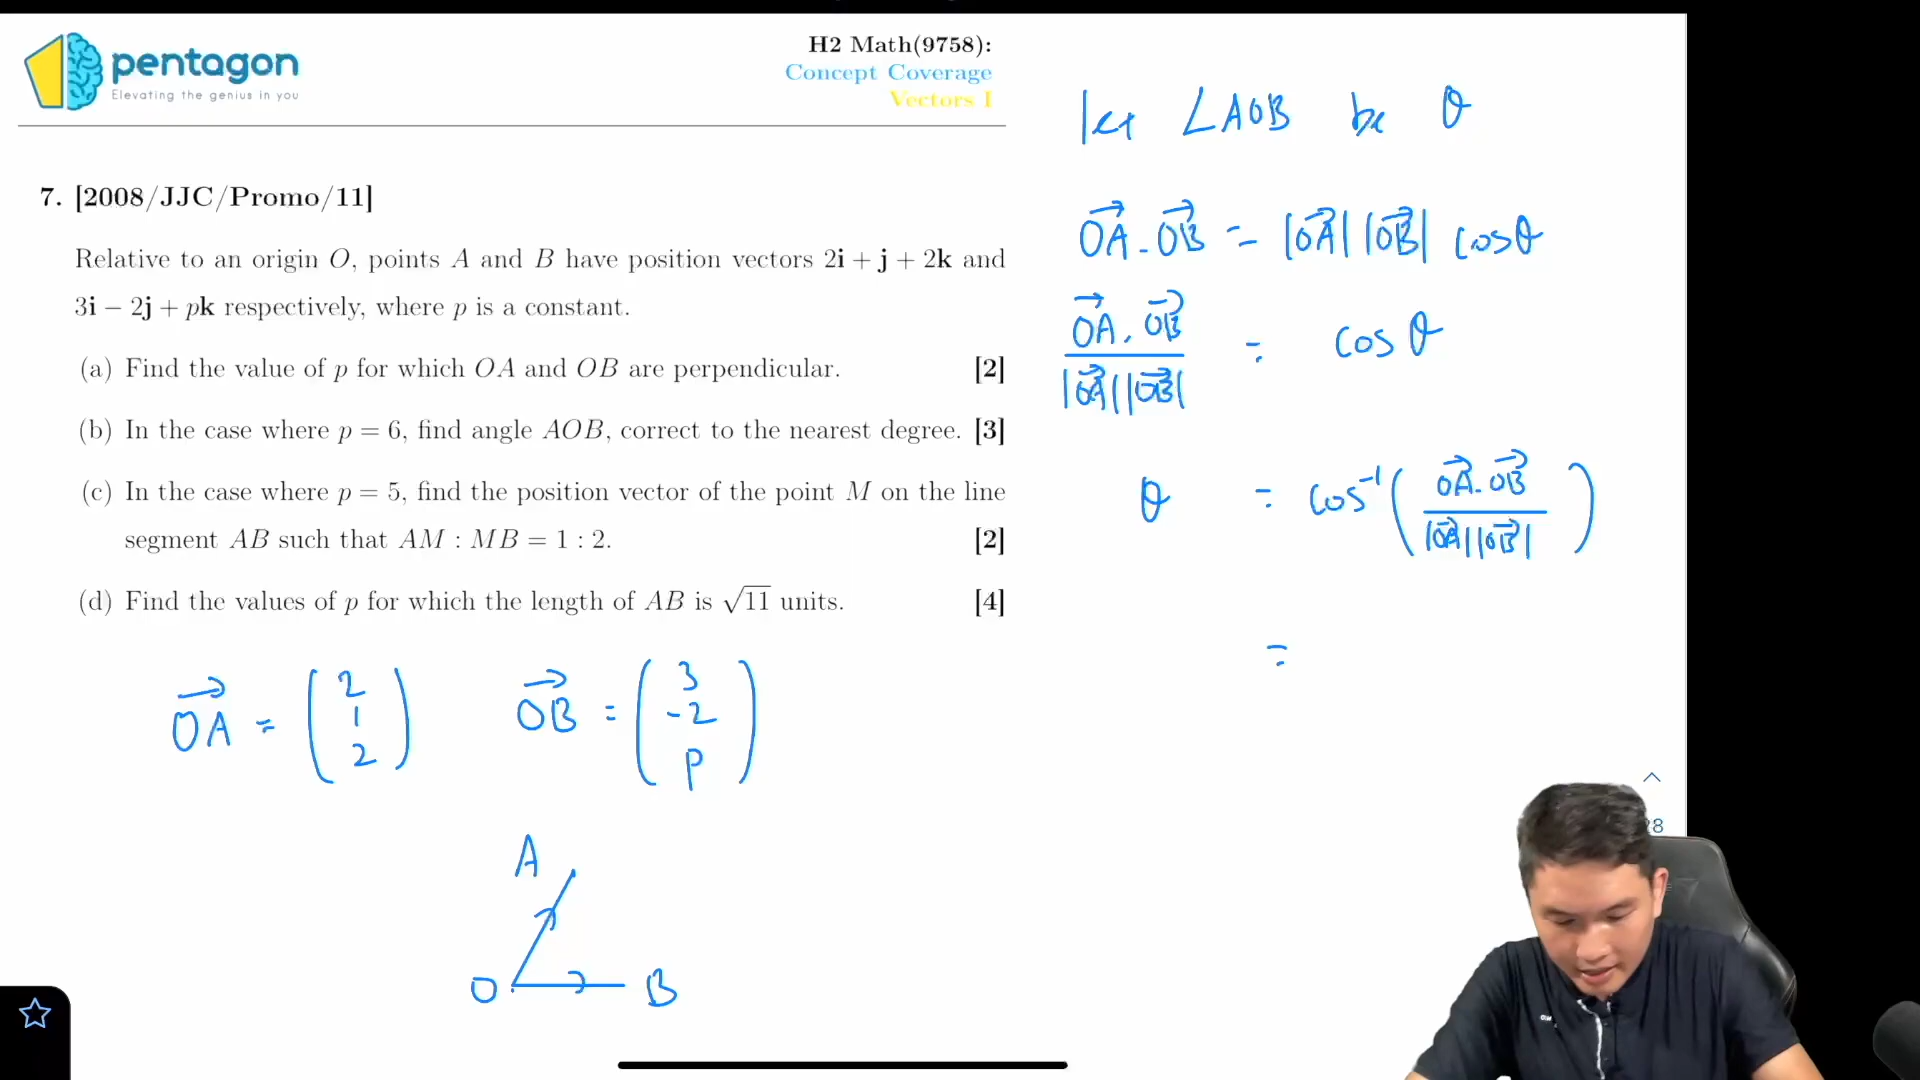 pentagon
Elevating the genius in you
H2 Math(9758):
Concept Coverage
Vectors I
7. [2008/JJC/Promo/11]
Relative to an origin O, points A and B have position vectors 2i + j + 2k and
3i − 2j + pk respectively, where p is a constant.
(a) Find the value of p for which OA and OB are perpendicular. [2]
(b) In the case where p = 6, find angle AOB, correct to the nearest degree. [3]
(c) In the case where p = 5, find the position vector of the point M on the line
segment AB such that AM : MB = 1 : 2. [2]
(d) Find the values of p for which the length of AB is √11 units. [4]
OA→ = (2 1 2) OB→ = (3 -2 p)
A
O B
let ∠AOB be θ
OA→ . OB→ = |OA→| |OB→| cosθ
OA→ . OB→ / |OA→||OB→| = cos θ
θ = cos⁻¹ ( OA→ . OB→ / |OA→||OB→| )
=